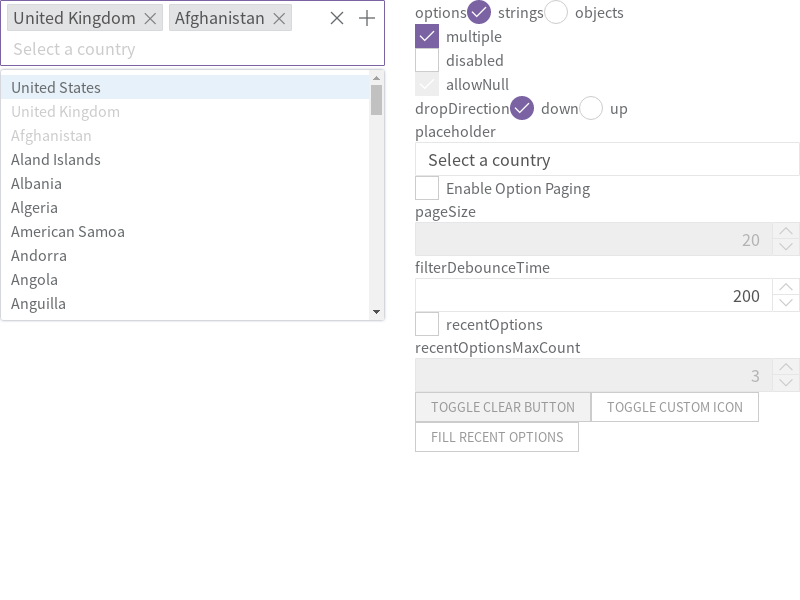 United Kingdom Afghanistan
Select a country
United States
United Kingdom
Afghanistan
Aland Islands
Albania
Algeria
American Samoa
Andorra
Angola
Anguilla
options strings objects
multiple
disabled
allowNull
dropDirection down up
placeholder
Select a country
Enable Option Paging
pageSize
20
filterDebounceTime
200
recentOptions
recentOptionsMaxCount
3
TOGGLE CLEAR BUTTON TOGGLE CUSTOM ICON
FILL RECENT OPTIONS